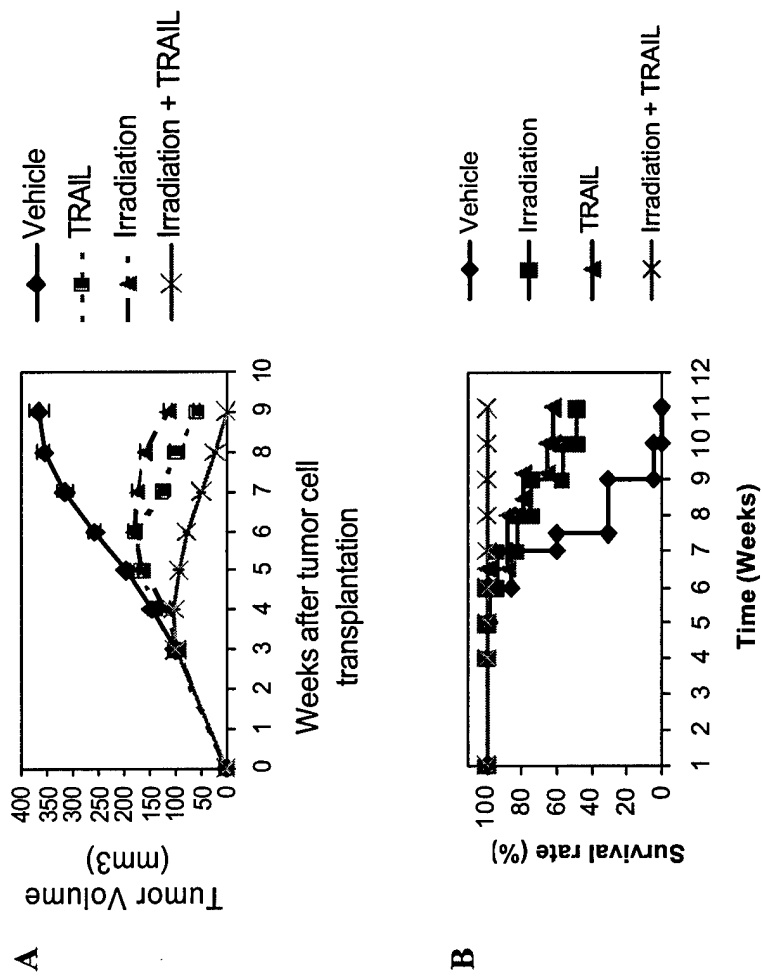 A
Tumor Volume
(mm3)
400
350
300
250
200
150
100
50
0
0 1 2 3 4 5 6 7 8 9 10
Weeks after tumor cell
transplantation
Vehicle
TRAIL
Irradiation
Irradiation + TRAIL
B
Survival rate (%)
100
80
60
40
20
0
1 2 3 4 5 6 7 8 9 10 11 12
Time (Weeks)
Vehicle
Irradiation
TRAIL
Irradiation + TRAIL